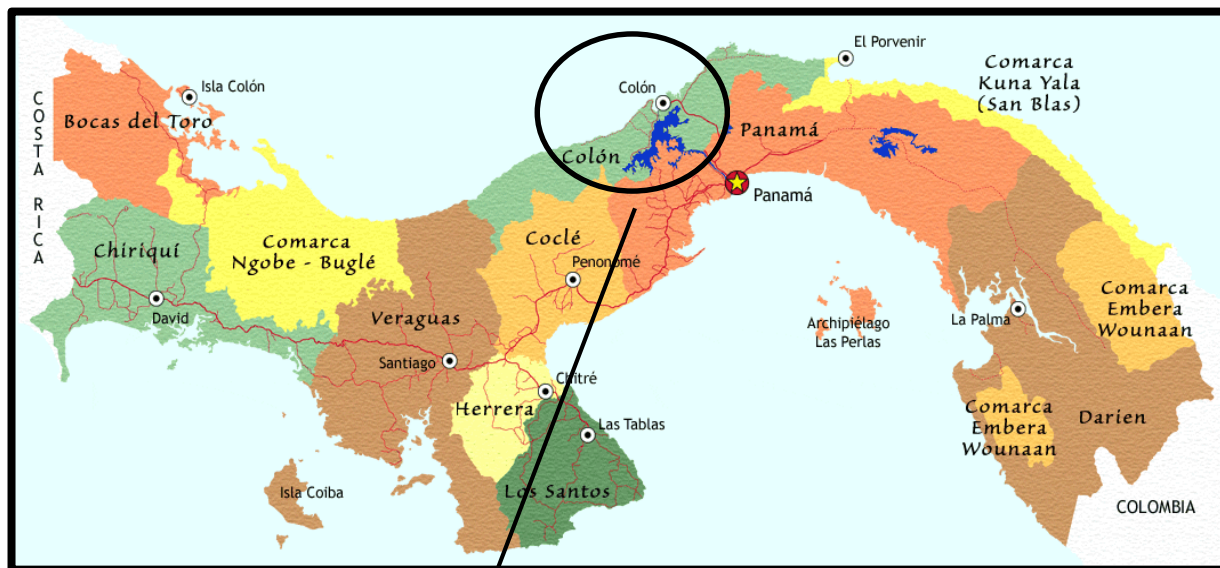 El Porvenir
Comarca
Kuna Yala
(San Blas)
Isla Colón
Colón
COSTA RICA
Bocas del Toro
Panamá
Colón
Panamá
Chiriquí
Comarca
Ngobe - Buglé
Coclé
Penonomé
Comarca
Embera
Wounaan
David
Veraguas
Archipiélago
Las Perlas
La Palma
Santiago
Chitré
Herrera
Las Tablas
Comarca
Embera
Wounaan
Darien
Isla Coiba
Los Santos
COLOMBIA